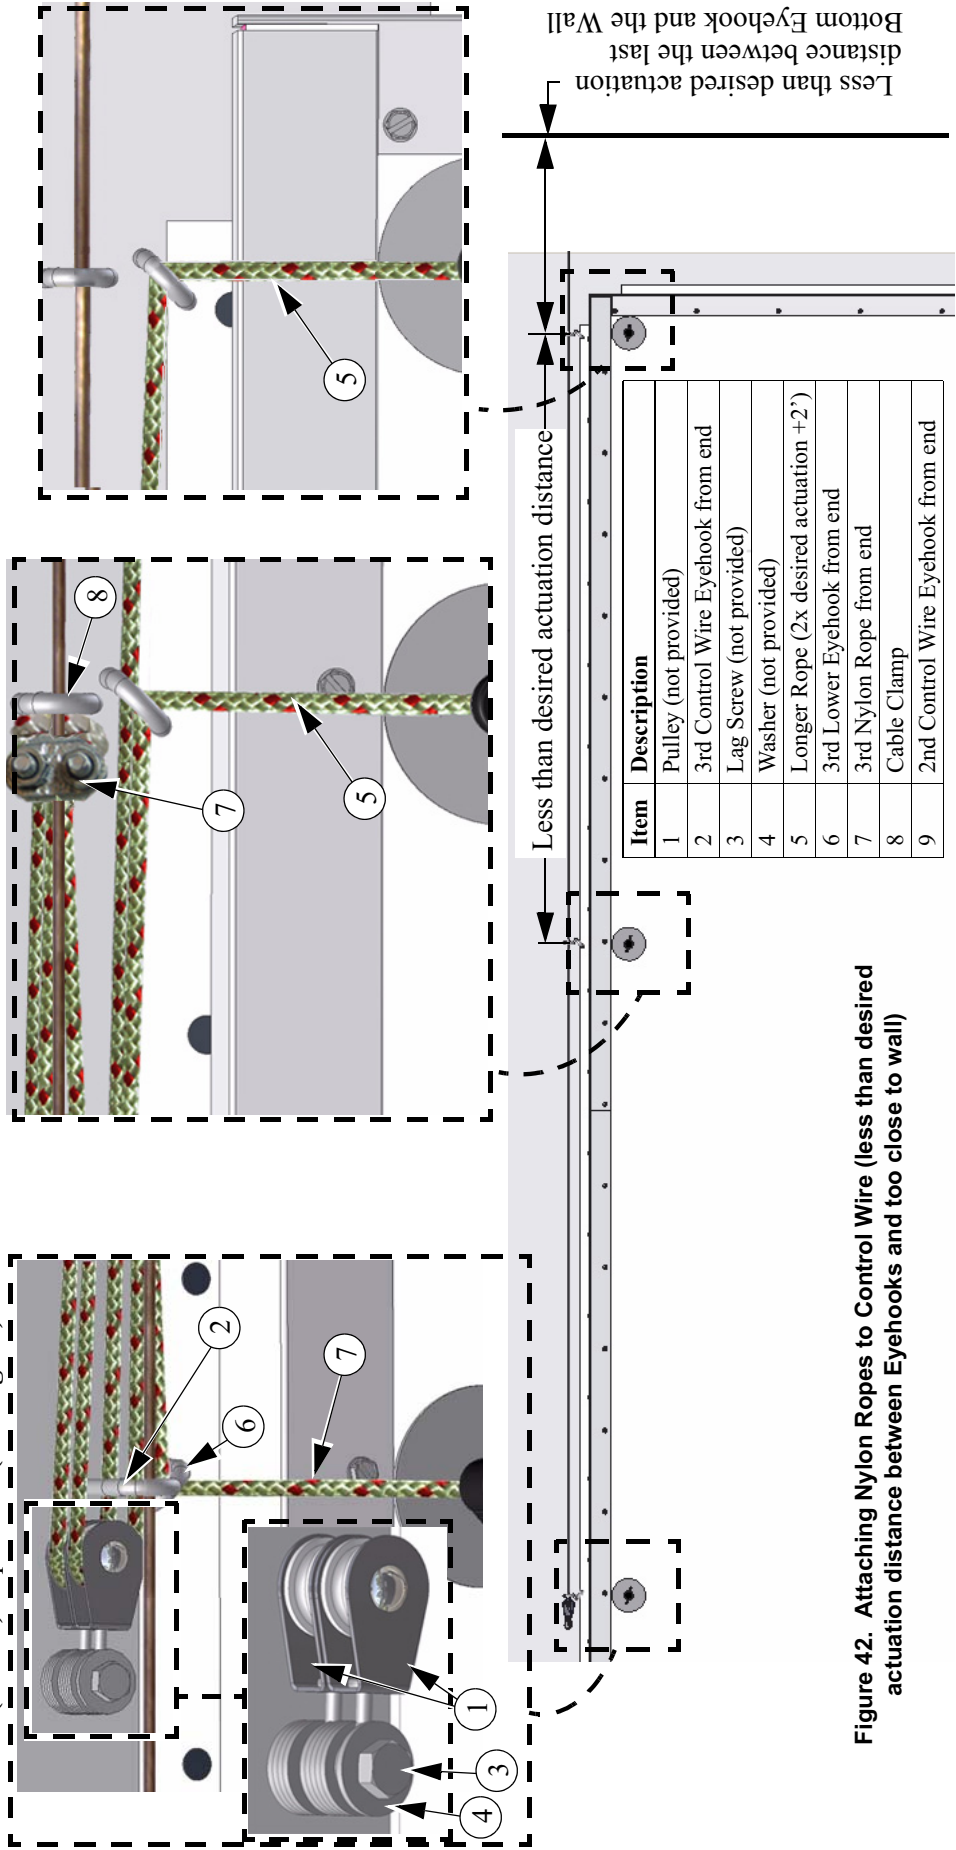 2
6
7
1
3
4
8
7
5
5
Less than desired actuation distance
Less than desired actuation
distance between the last
Bottom Eyehook and the Wall
Item Description
1 Pulley (not provided)
2 3rd Control Wire Eyehook from end
3 Lag Screw (not provided)
4 Washer (not provided)
5 Longer Rope (2x desired actuation +2’)
6 3rd Lower Eyehook from end
7 3rd Nylon Rope from end
8 Cable Clamp
9 2nd Control Wire Eyehook from end
Figure 42. Attaching Nylon Ropes to Control Wire (less than desired
actuation distance between Eyehooks and too close to wall)